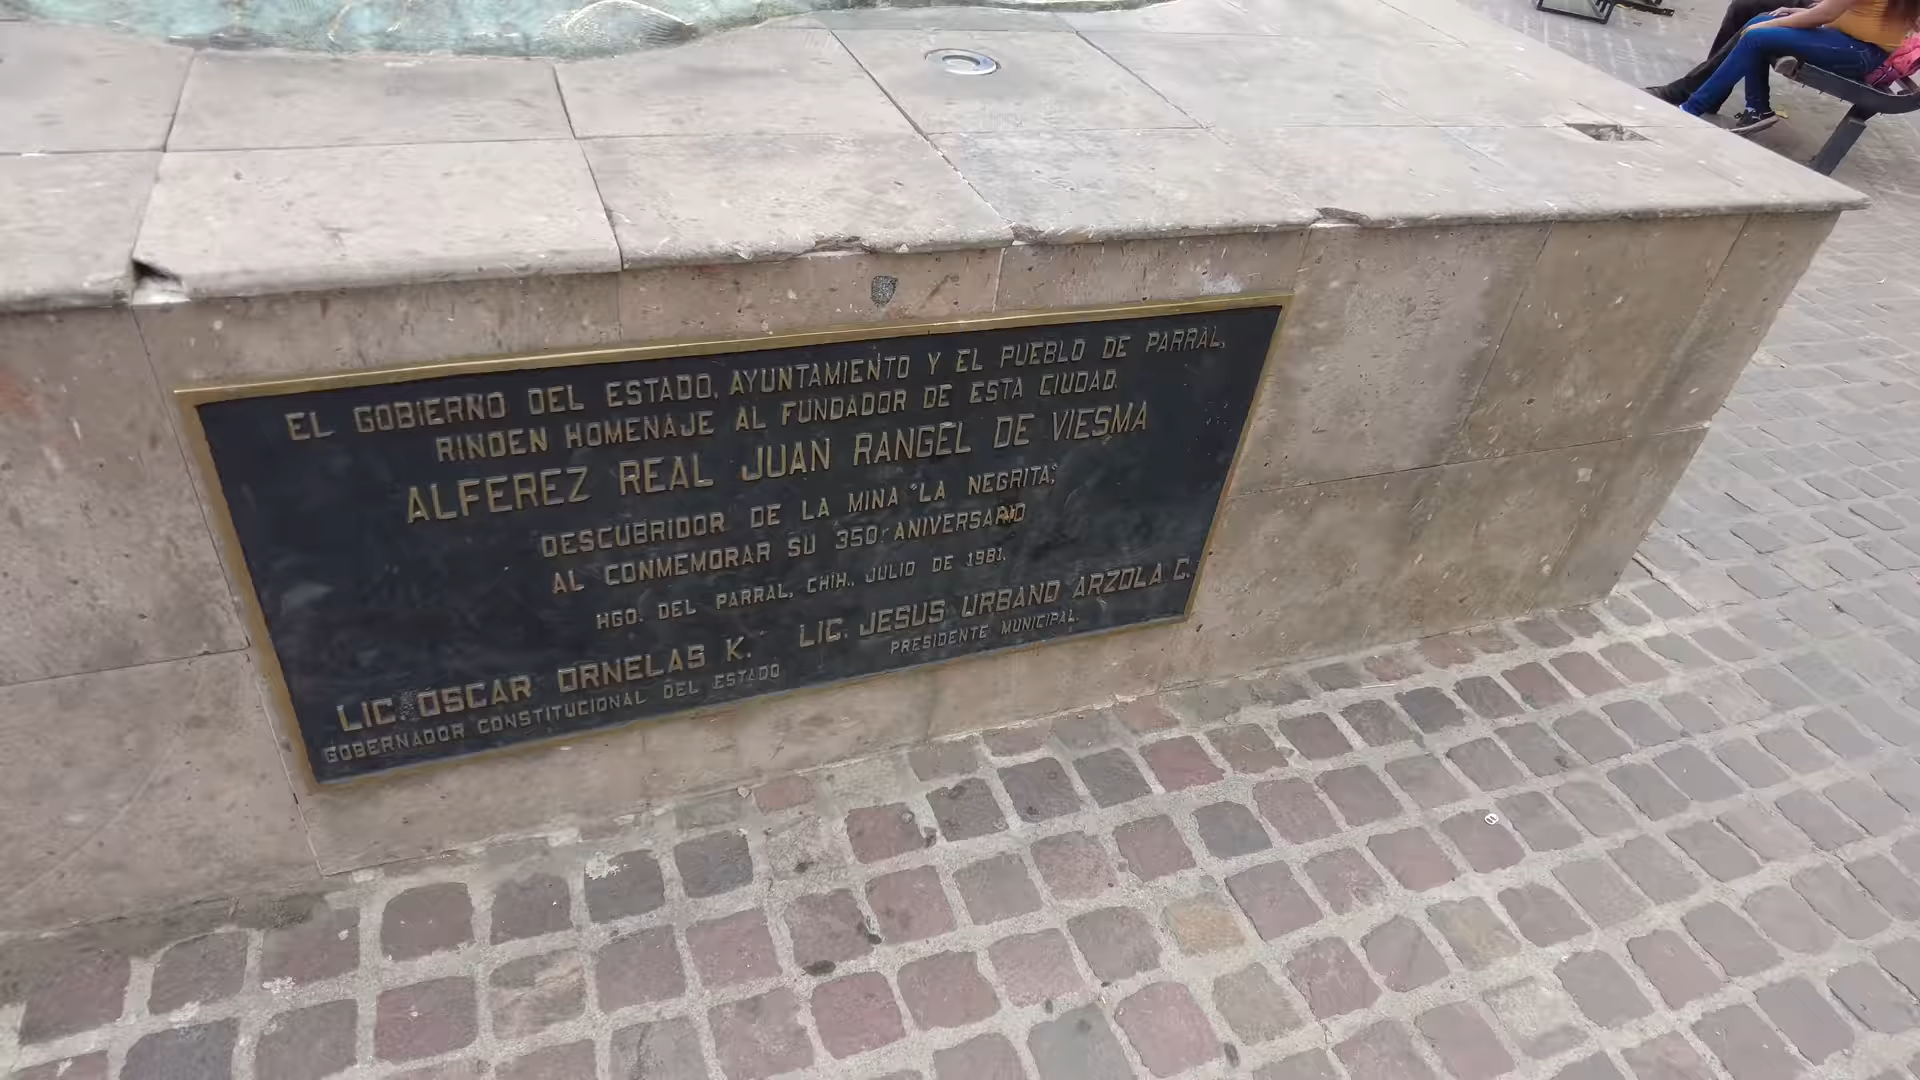 EL GOBIERNO DEL ESTADO, AYUNTAMIENTO Y EL PUEBLO DE PARRAL,
RINDEN HOMENAJE AL FUNDADOR DE ESTA CIUDAD.
ALFEREZ REAL JUAN RANGEL DE VIESMA
DESCUBRIDOR DE LA MINA "LA NEGRITA",
AL CONMEMORAR SU 350º ANIVERSARIO
HGO. DEL PARRAL, CHIH., JULIO DE 1981.
LIC. ÓSCAR ORNELAS K. LIC. JESUS URBANO ARZOLA C.
GOBERNADOR CONSTITUCIONAL DEL ESTADO PRESIDENTE MUNICIPAL.